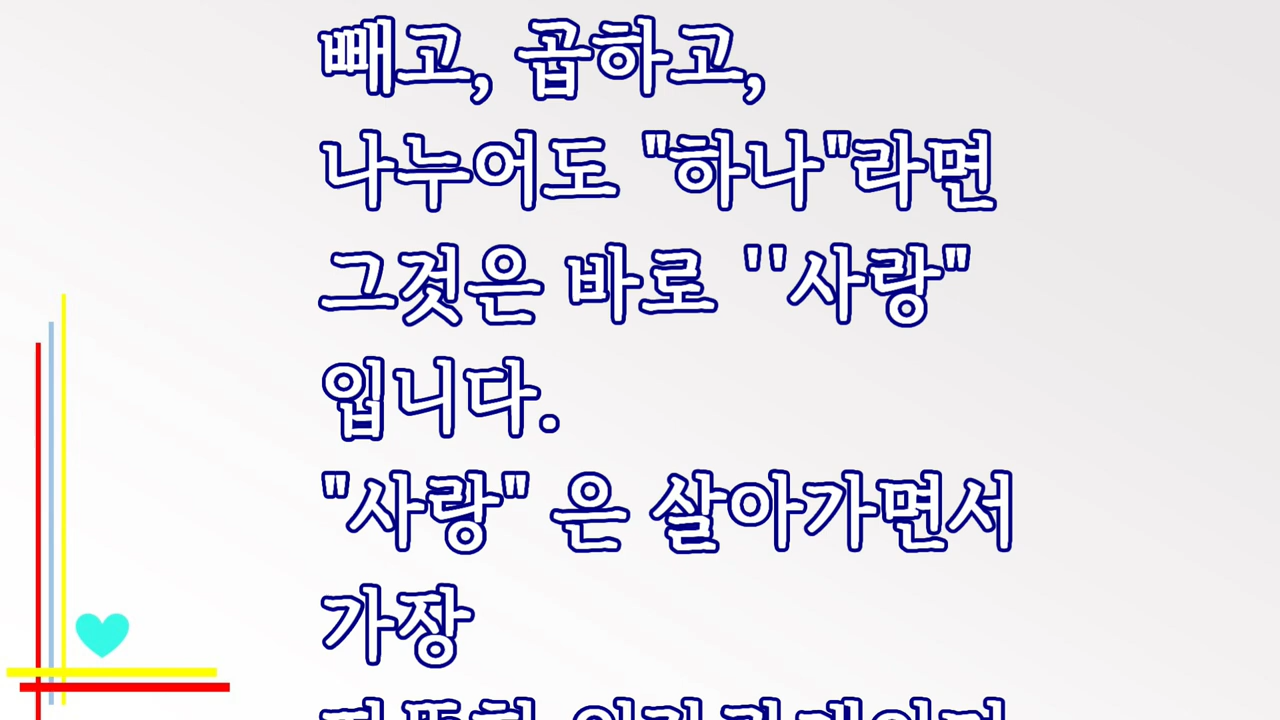 빼고, 곱하고,
나누어도 "하나"라면
그것은 바로 ''사랑"
입니다.
"사랑" 은 살아가면서
가장